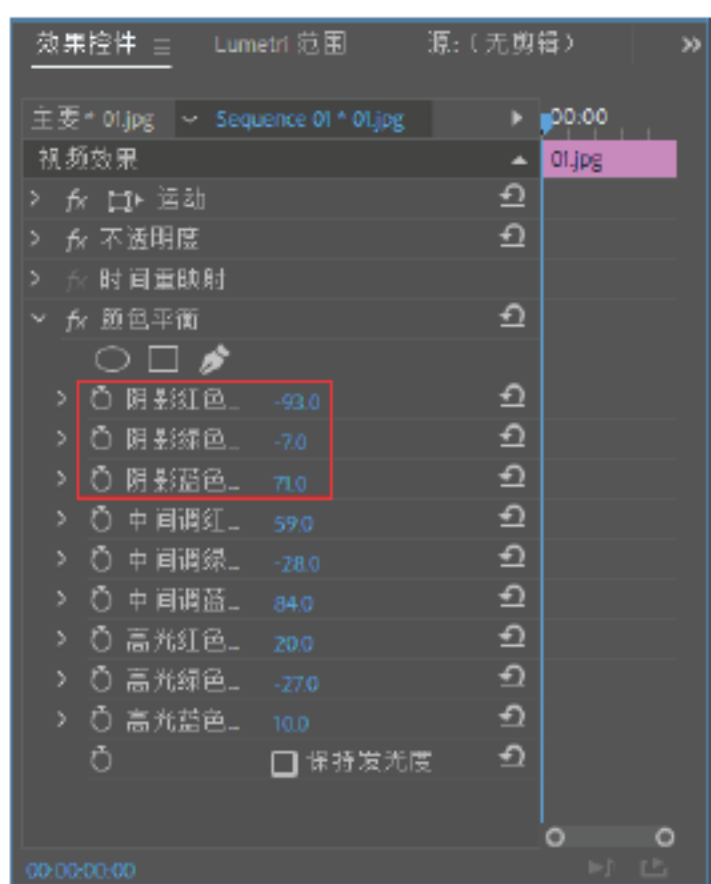 效果控件 ≡ Lumetri 范围 源:(无剪辑) »
主要 * 01.jpg Sequence 01 * 01.jpg 00:00
视频效果 01.jpg
fx 运动
fx 不透明度
fx 时间重映射
fx 颜色平衡
阴影红色... -93.0
阴影绿色... -7.0
阴影蓝色... 71.0
中间调红... 59.0
中间调绿... -28.0
中间调蓝... 84.0
高光红色... 20.0
高光绿色... -27.0
高光蓝色... 10.0
保持发光度
00:00:00:00